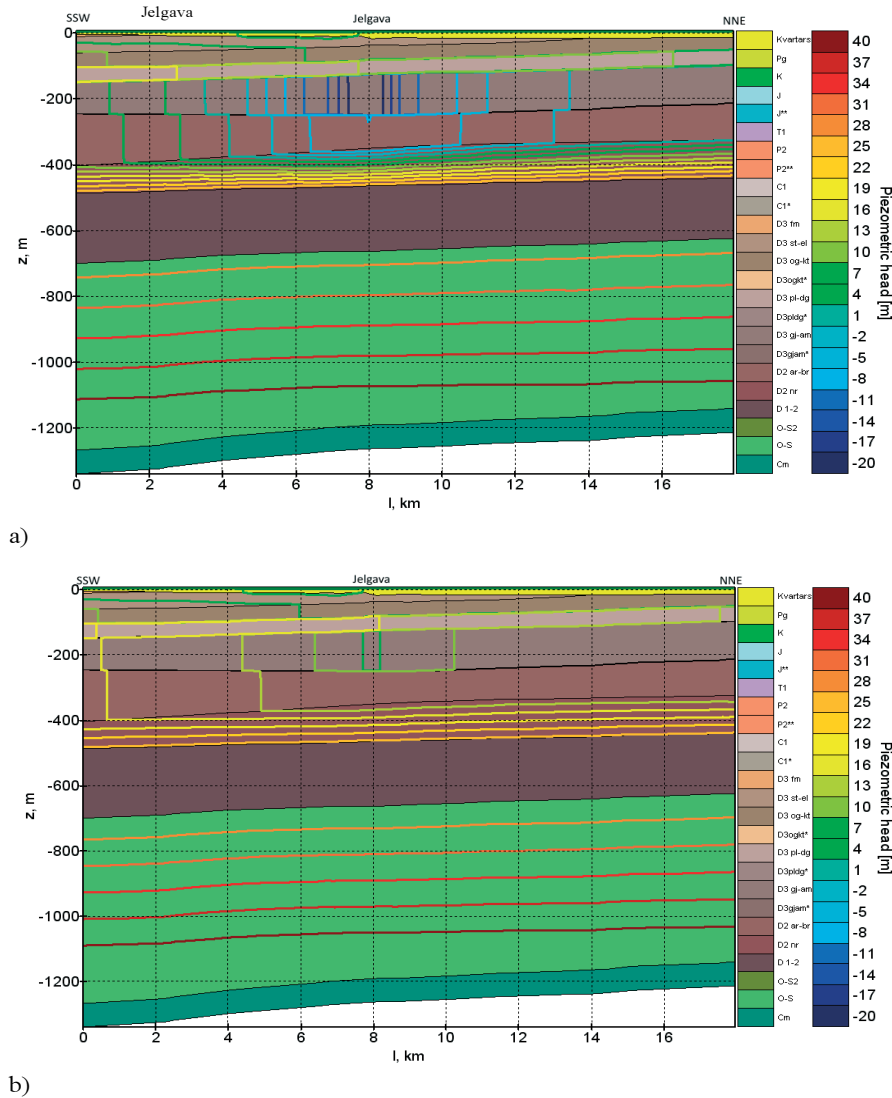 Jelgava
SSW Jelgava NNE
0
-200
-400
-600
-800
-1000
-1200
z, m
0 2 4 6 8 10 12 14 16
l, km
Kvartars
Pg
K
J
J**
T1
P2
P2**
C1
C1*
D3 fm
D3 st-el
D3 og-kt
D3ogkt*
D3 pl-dg
D3pldg*
D3 gj-am
D3gjam*
D2 ar-br
D2 nr
D 1-2
O-S2
O-S
Cm
40
37
34
31
28
25
22
19
16
13
10
7
4
1
-2
-5
-8
-11
-14
-17
-20
Piezometric head [m]
a)
SSW Jelgava NNE
0
-200
-400
-600
-800
-1000
-1200
z, m
0 2 4 6 8 10 12 14 16
l, km
Kvartars
Pg
K
J
J**
T1
P2
P2**
C1
C1*
D3 fm
D3 st-el
D3 og-kt
D3ogkt*
D3 pl-dg
D3pldg*
D3 gj-am
D3gjam*
D2 ar-br
D2 nr
D 1-2
O-S2
O-S
Cm
40
37
34
31
28
25
22
19
16
13
10
7
4
1
-2
-5
-8
-11
-14
-17
-20
Piezometric head [m]
b)